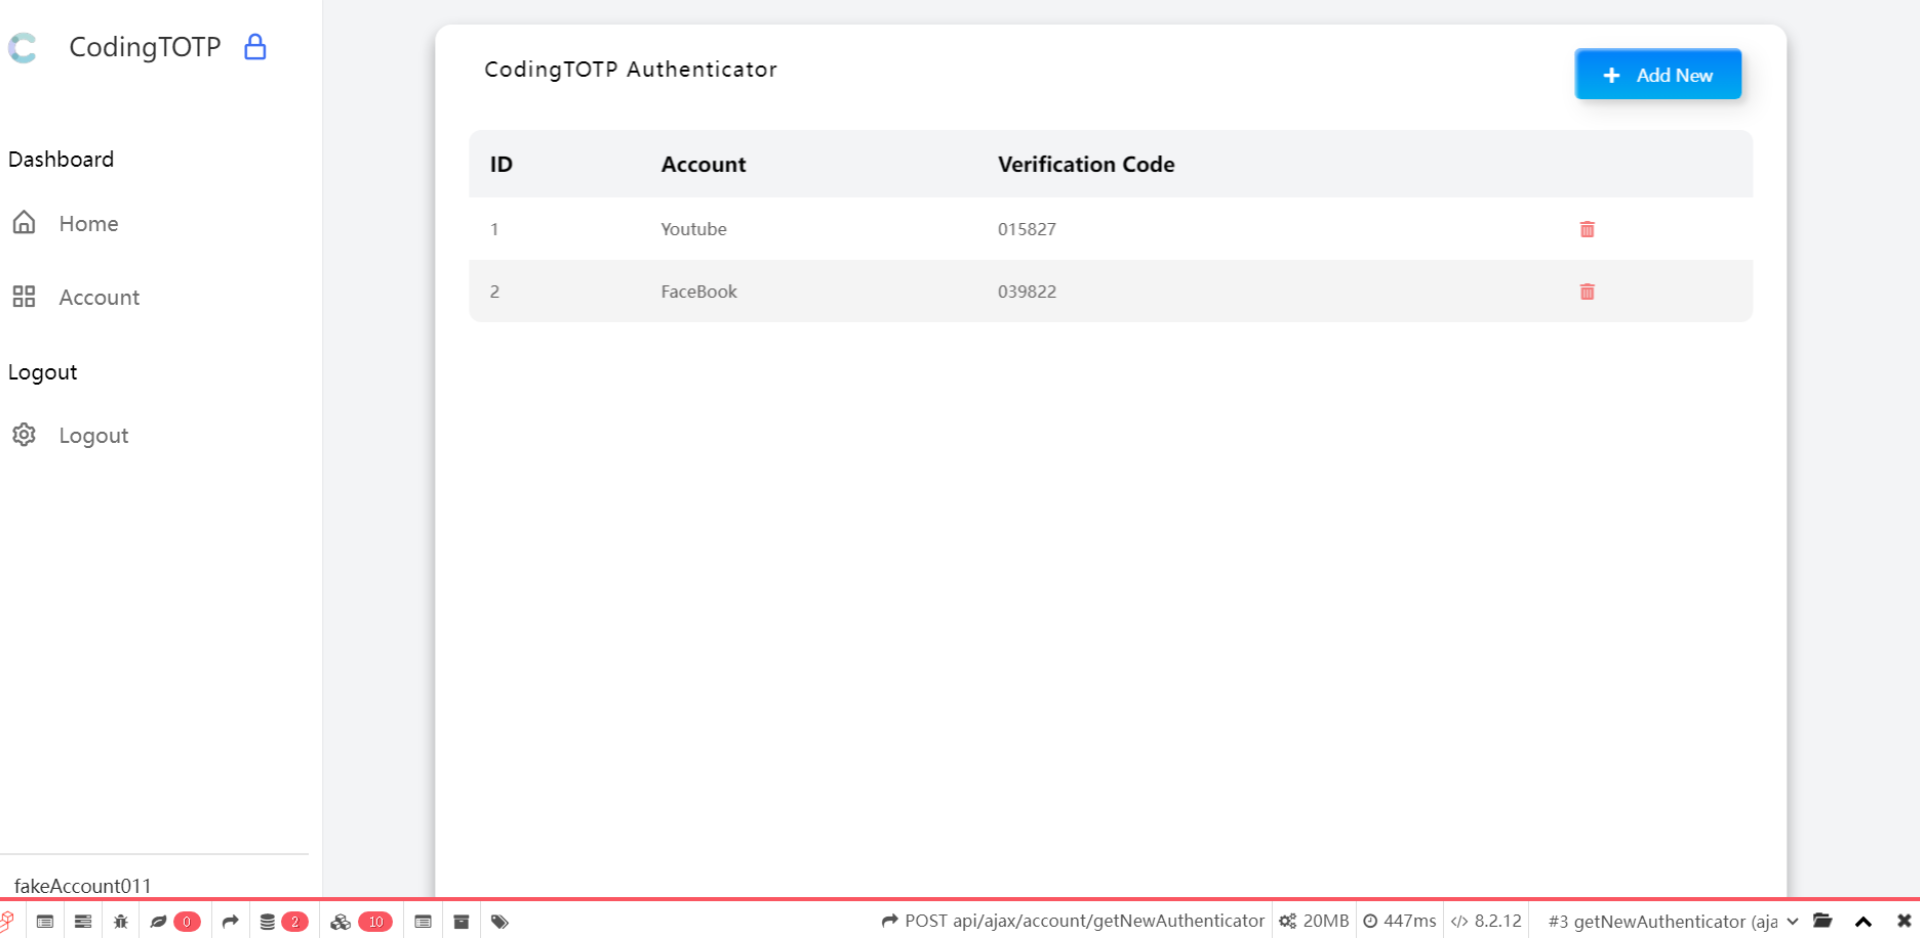 CodingTOTP
Dashboard
Home
Account
Logout
Logout
fakeAccount011
CodingTOTP Authenticator
Add New
ID Account Verification Code
1 Youtube 015827
2 FaceBook 039822
0 2 10 POST api/ajax/account/getNewAuthenticator 20MB 447ms 8.2.12 #3 getNewAuthenticator (aja